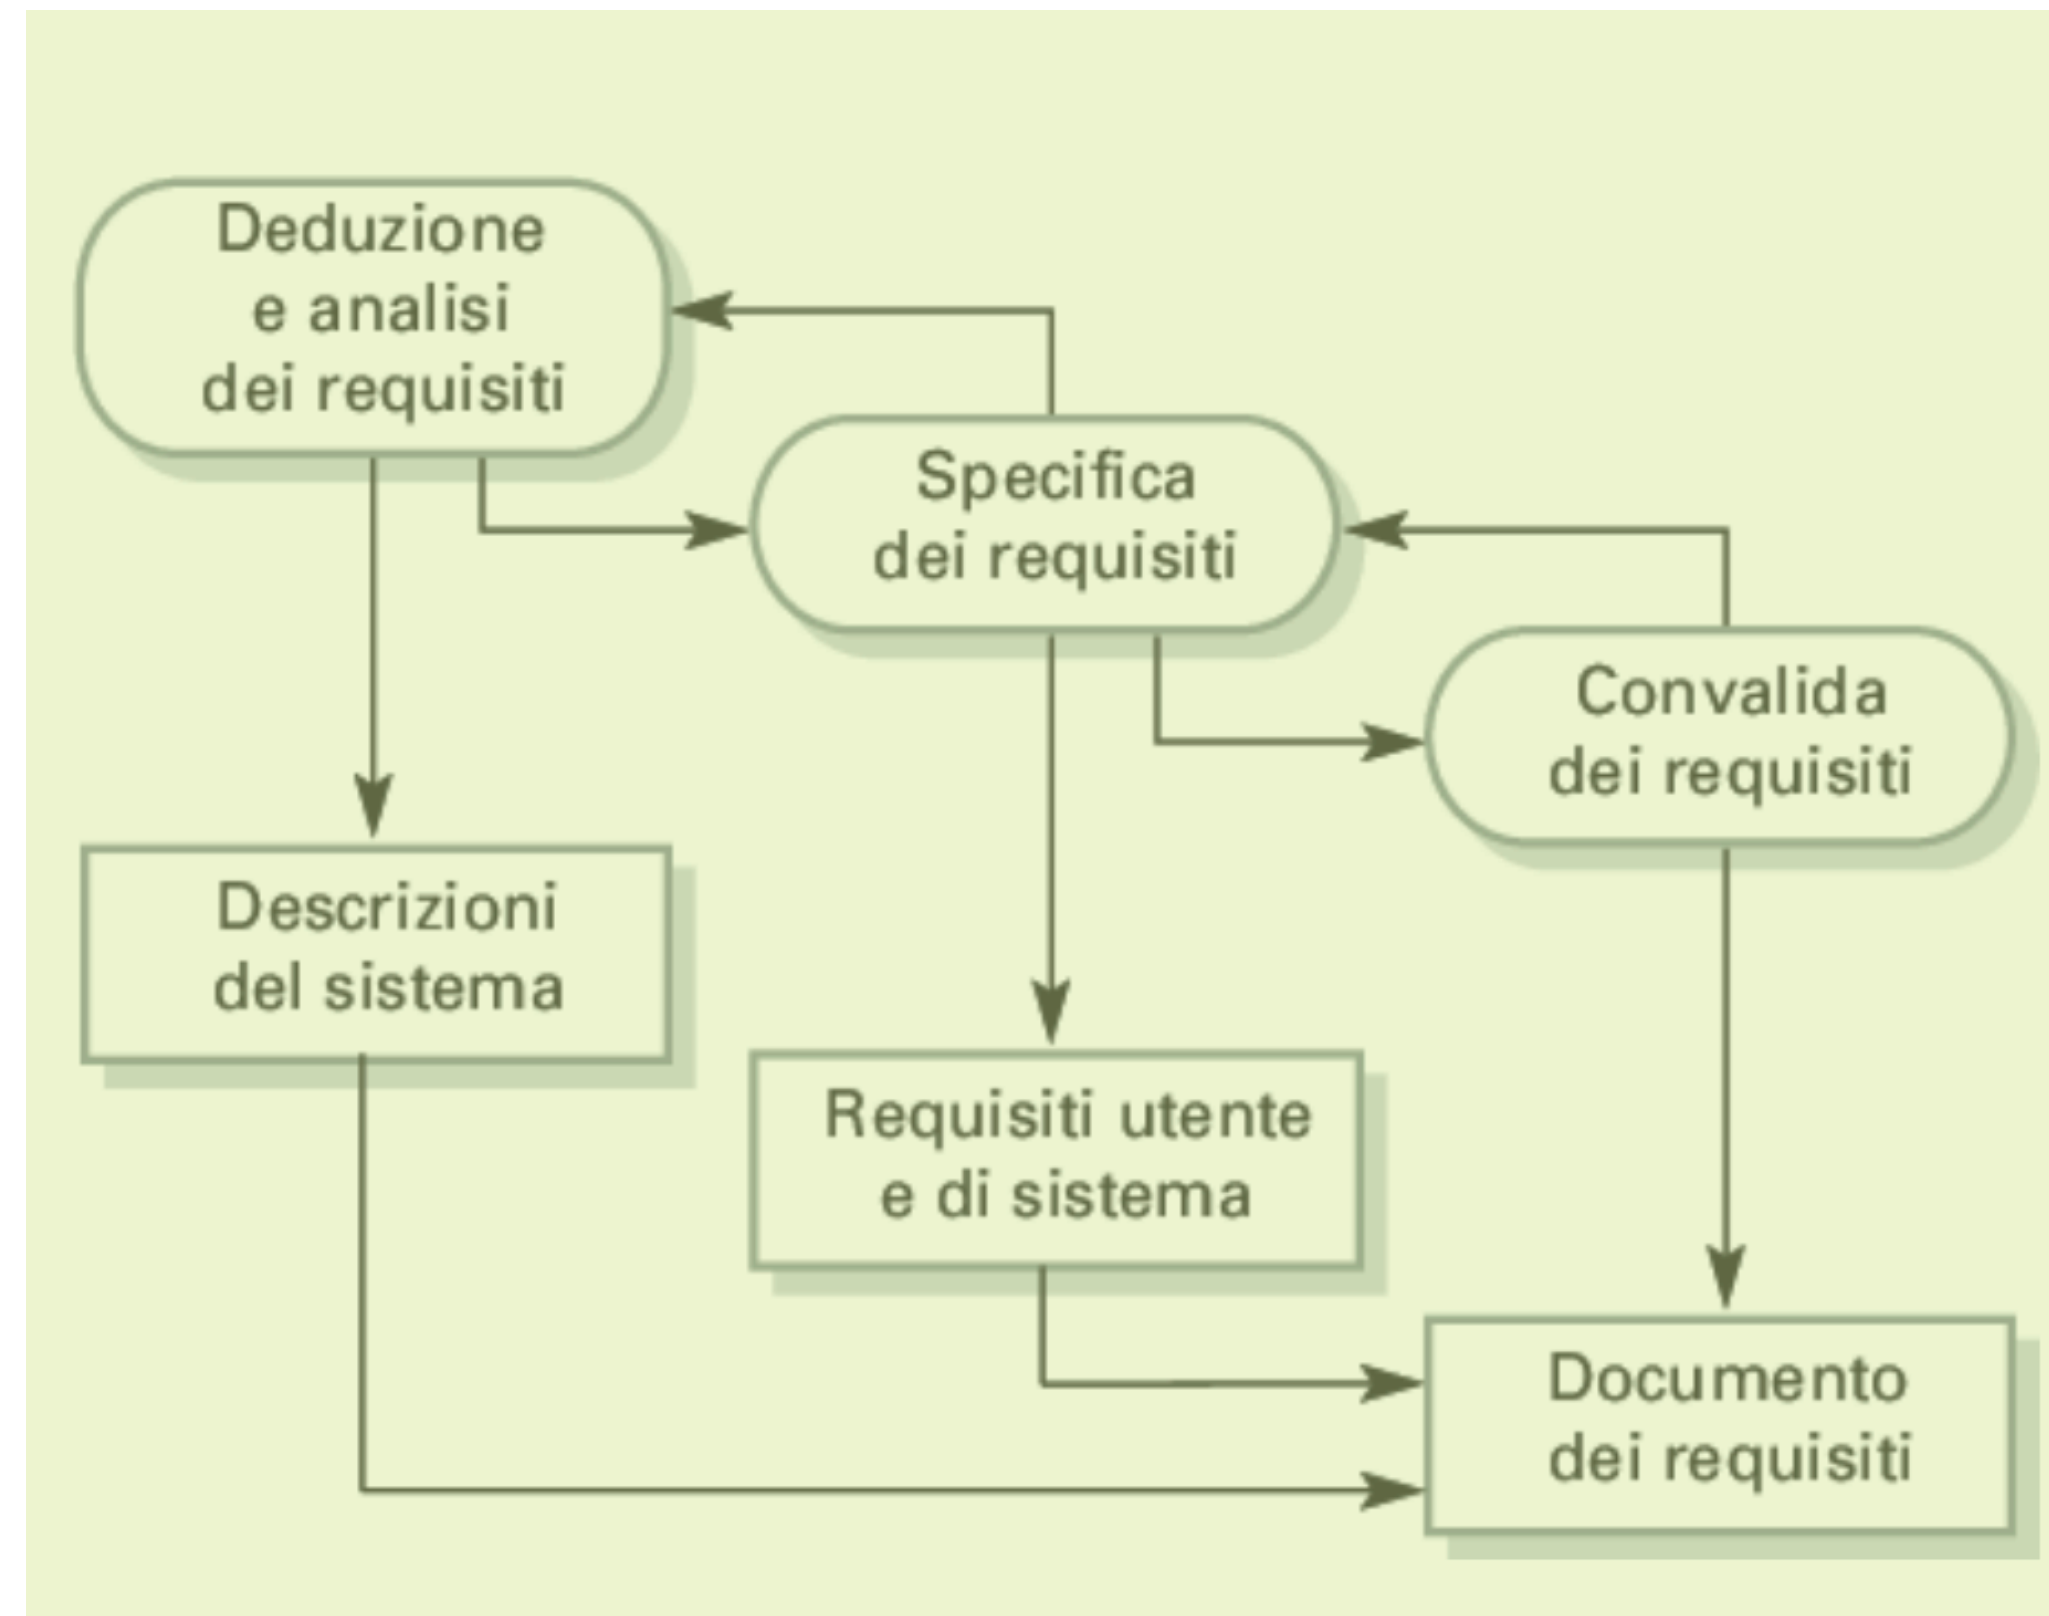 Deduzione
e analisi
dei requisiti
Specifica
dei requisiti
Convalida
dei requisiti
Descrizioni
del sistema
Requisiti utente
e di sistema
Documento
dei requisiti